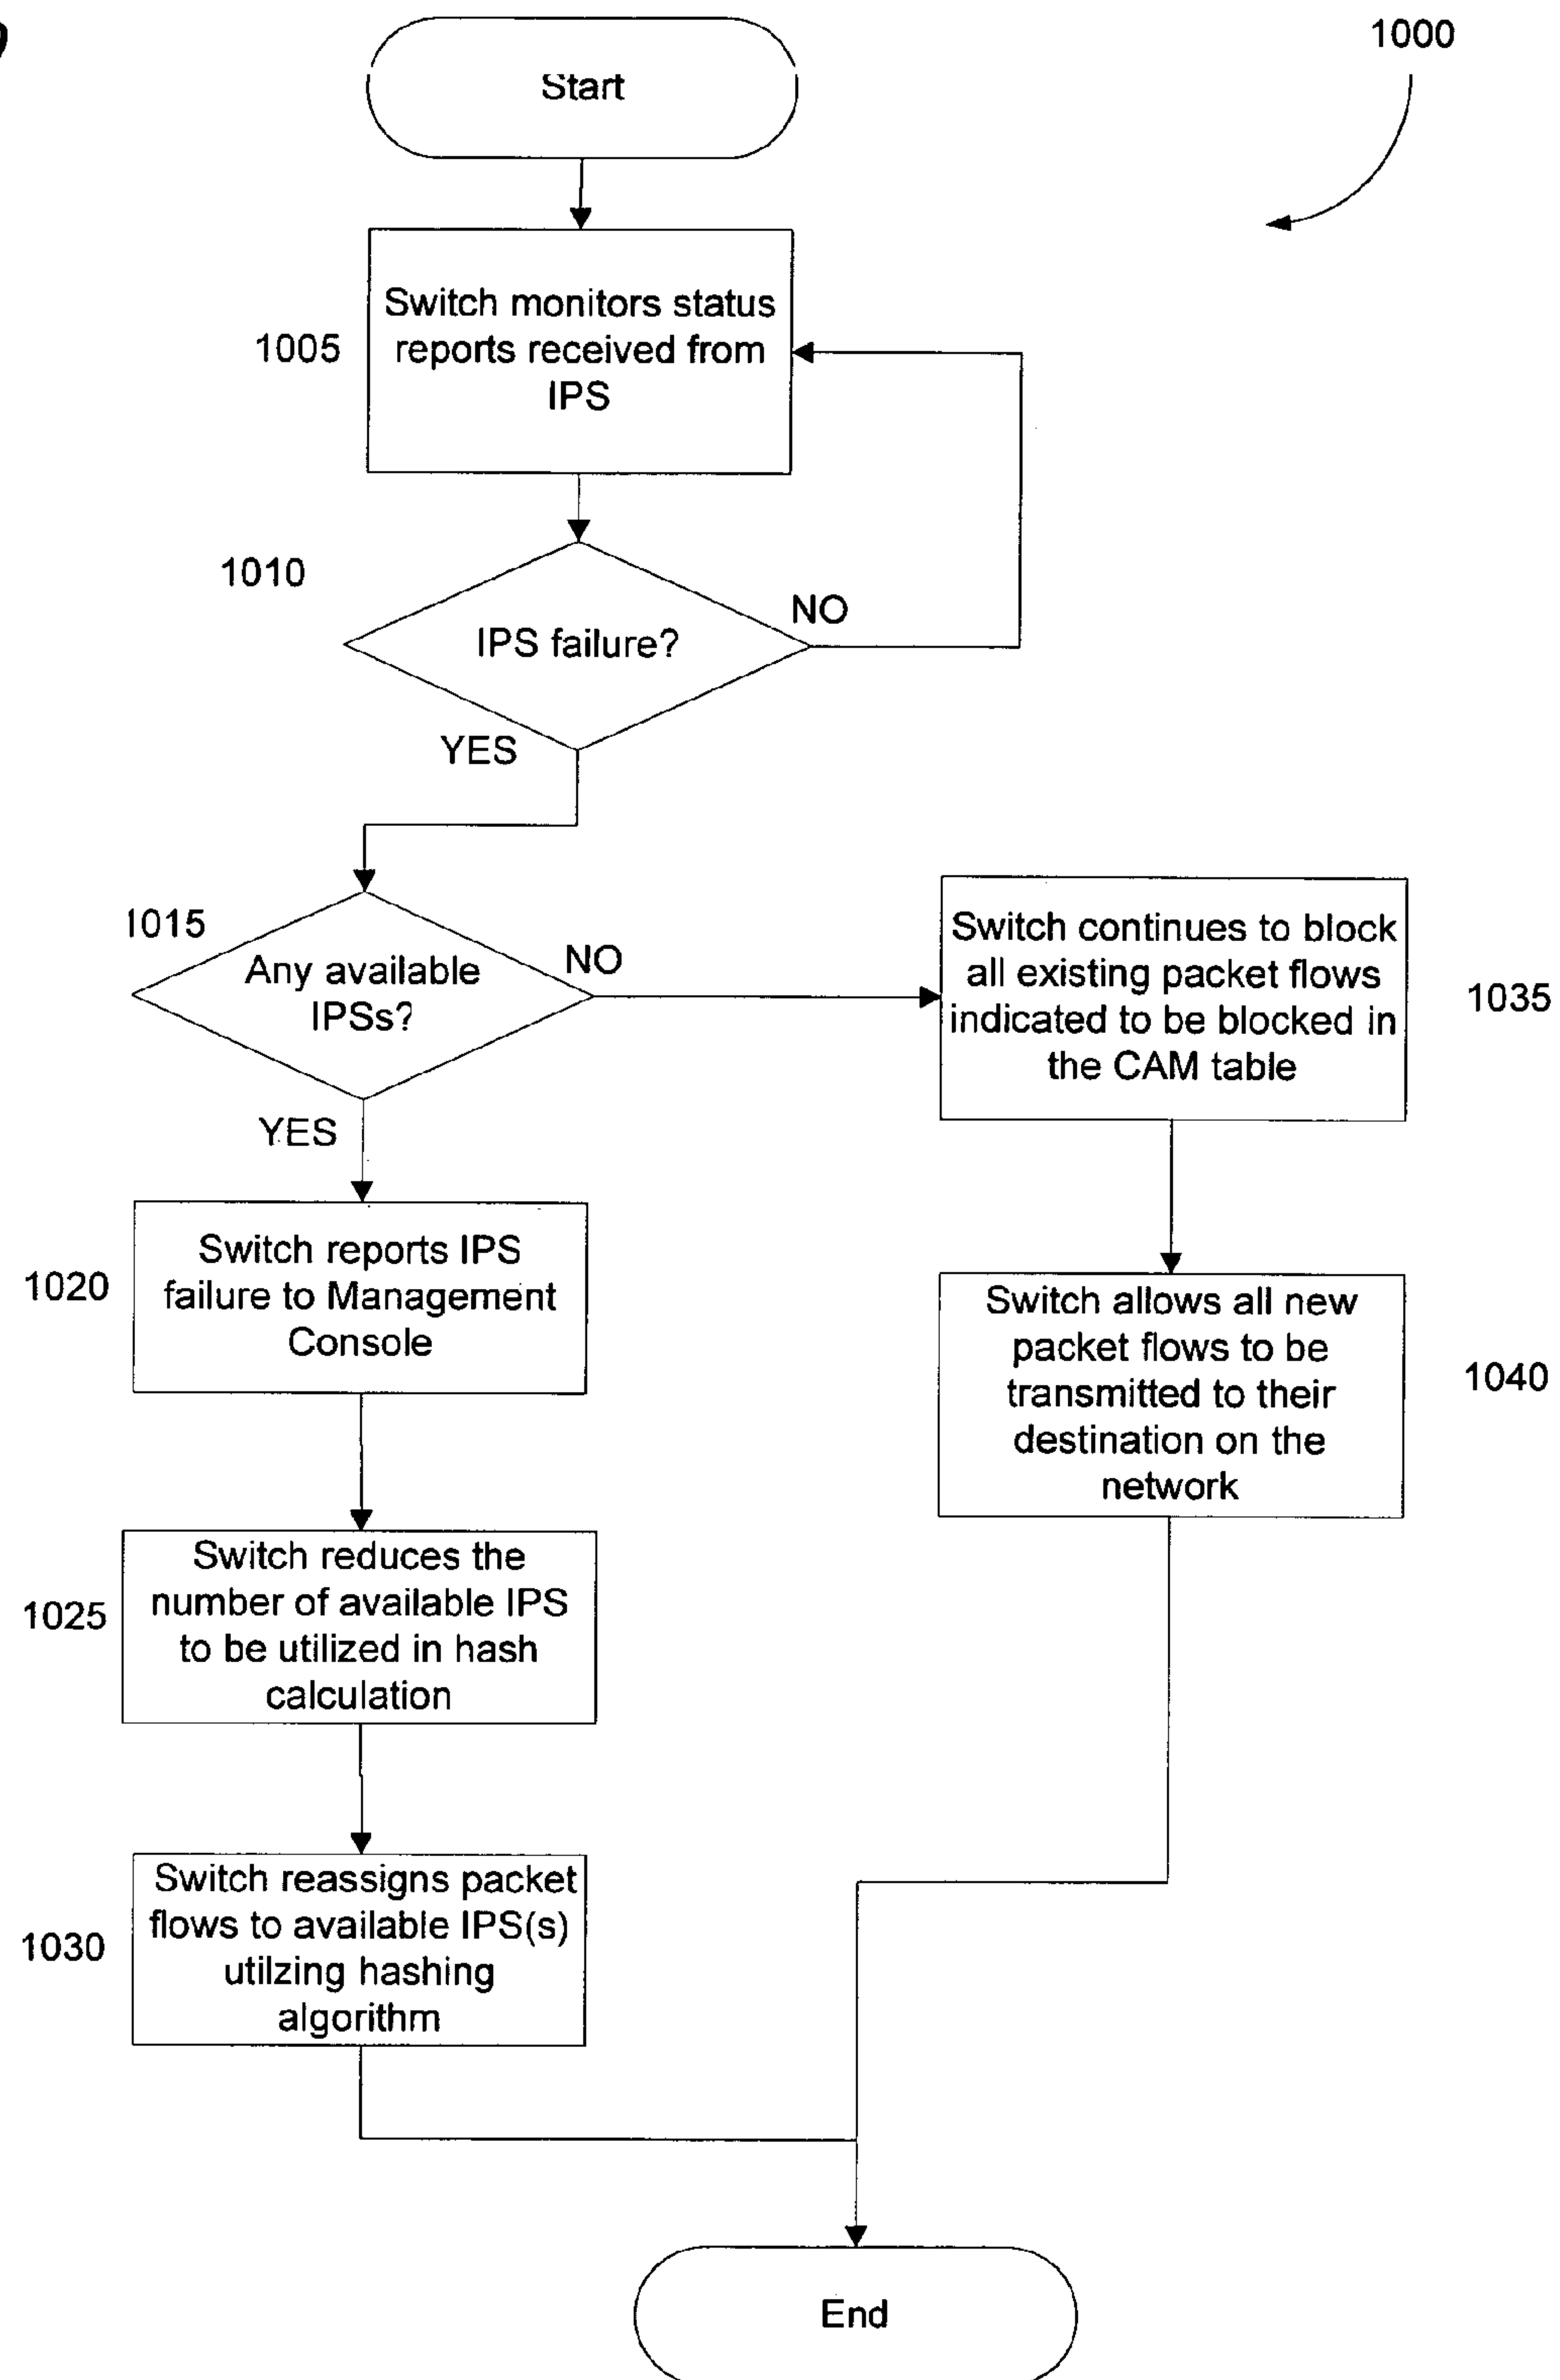 1000
Start
Switch monitors status
reports received from
IPS
1005
1010
IPS failure?
NO
YES
1015
Any available
IPSs?
NO
YES
Switch continues to block
all existing packet flows
indicated to be blocked in
the CAM table
1035
Switch reports IPS
failure to Management
Console
1020
Switch allows all new
packet flows to be
transmitted to their
destination on the
network
1040
Switch reduces the
number of available IPS
to be utilized in hash
calculation
1025
Switch reassigns packet
flows to available IPS(s)
utilzing hashing
algorithm
1030
End